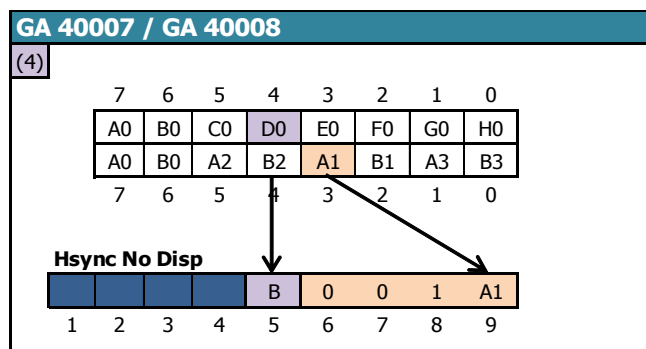 GA 40007 / GA 40008
(4)
7 6 5 4 3 2 1 0
A0 B0 C0 D0 E0 F0 G0 H0
A0 B0 A2 B2 A1 B1 A3 B3
7 6 5 4 3 2 1 0
Hsync No Disp
B 0 0 1 A1
1 2 3 4 5 6 7 8 9